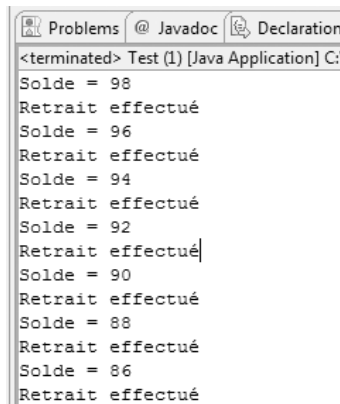 Problems @ Javadoc Declaration
<terminated> Test (1) [Java Application] C:
Solde = 98
Retrait effectué
Solde = 96
Retrait effectué
Solde = 94
Retrait effectué
Solde = 92
Retrait effectué
Solde = 90
Retrait effectué
Solde = 88
Retrait effectué
Solde = 86
Retrait effectué